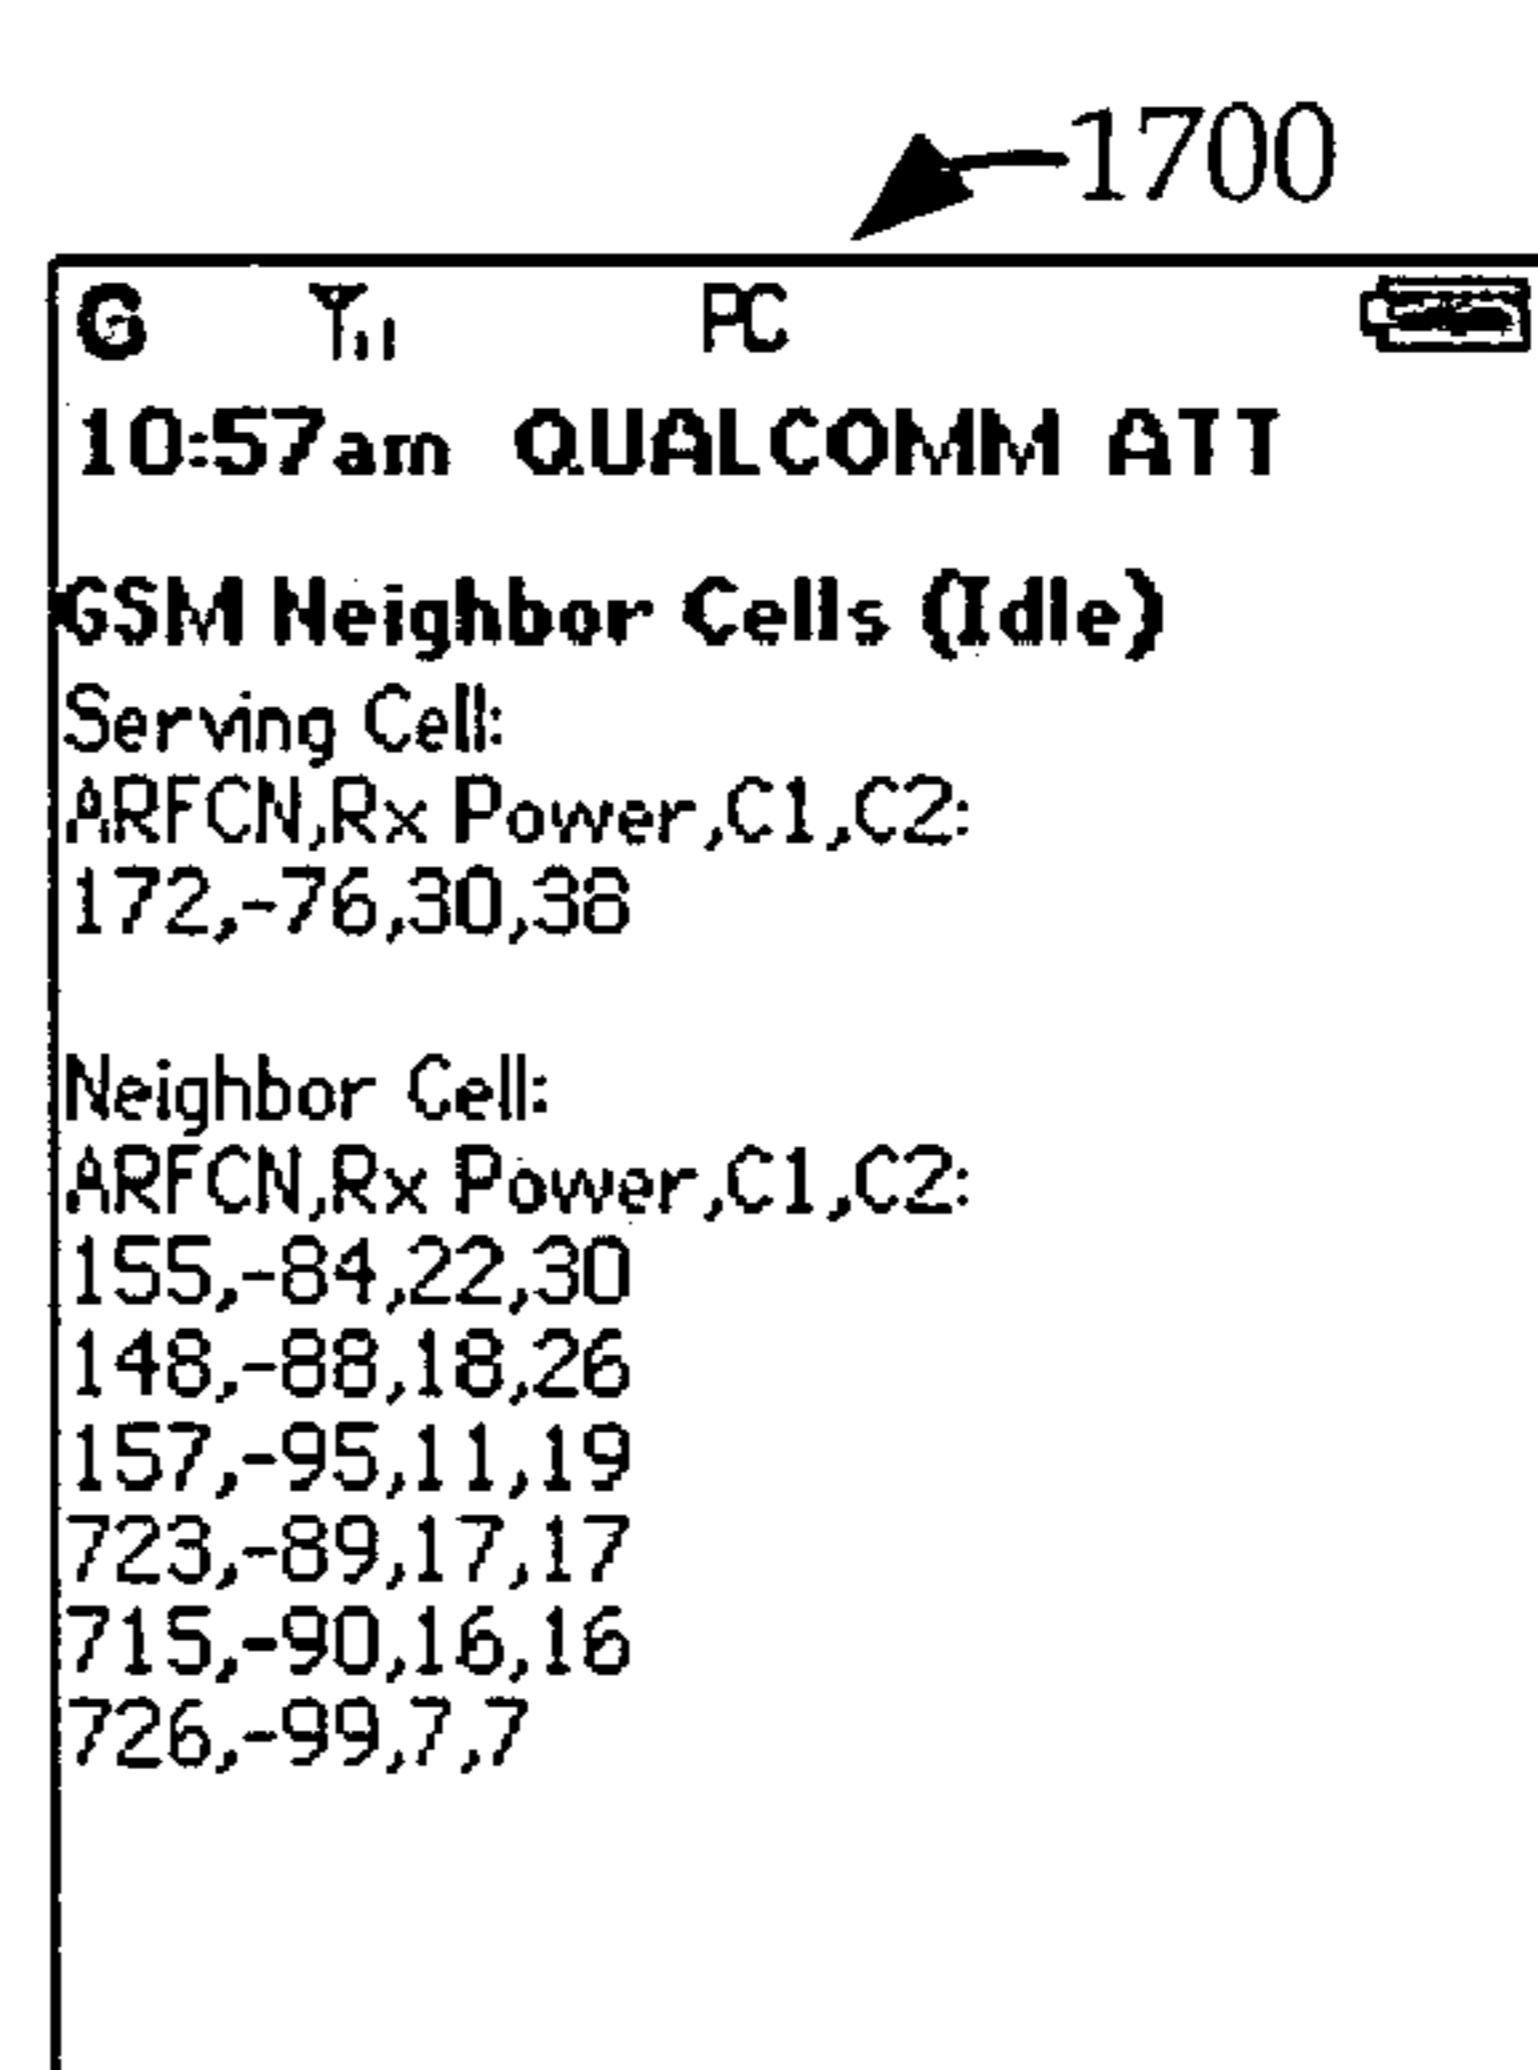 1700
G PC
10:57am QUALCOMM ATT
GSM Neighbor Cells (Idle)
Serving Cell:
ARFCN,Rx Power,C1,C2:
172,-76,30,38
Neighbor Cell:
ARFCN,Rx Power,C1,C2:
155,-84,22,30
148,-88,18,26
157,-95,11,19
723,-89,17,17
715,-90,16,16
726,-99,7,7